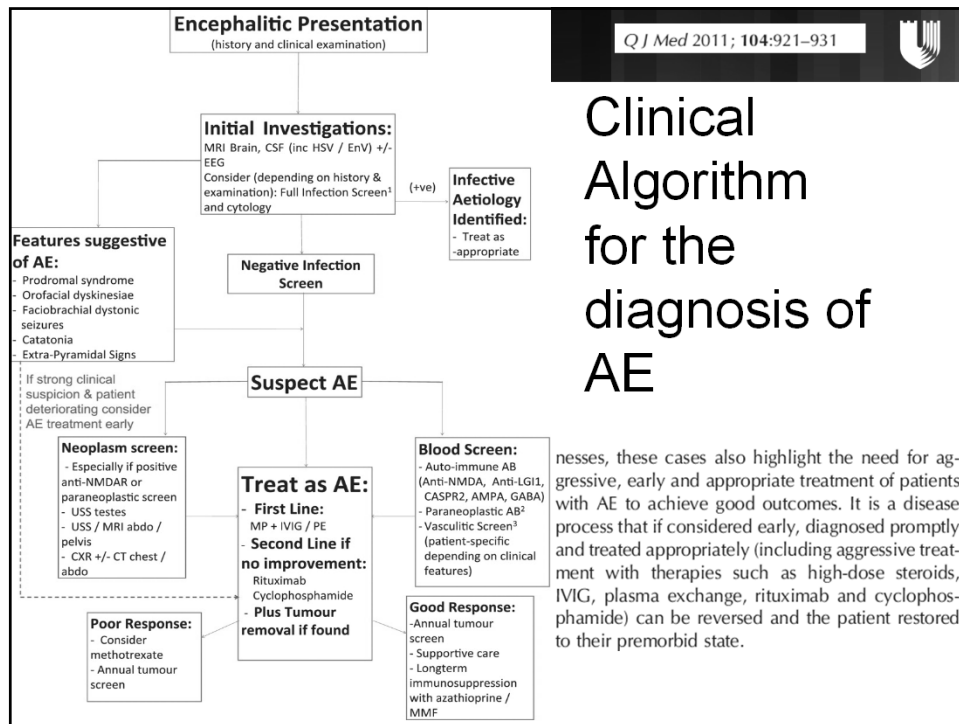 Encephalitic Presentation
(history and clinical examination)
Q J Med 2011; 104:921–931
Clinical
Algorithm
for the
diagnosis of
AE
Initial Investigations:
MRI Brain, CSF (inc HSV / EnV) +/-
EEG
Consider (depending on history &
examination): Full Infection Screen1
and cytology
(+ve)
Infective
Aetiology
Identified:
- Treat as
-appropriate
Features suggestive
of AE:
- Prodromal syndrome
- Orofacial dyskinesiae
- Faciobrachial dystonic
seizures
- Catatonia
- Extra-Pyramidal Signs
Negative Infection
Screen
Suspect AE
If strong clinical
suspicion & patient
deteriorating consider
AE treatment early
Neoplasm screen:
- Especially if positive
anti-NMDAR or
paraneoplastic screen
- USS testes
- USS / MRI abdo /
pelvis
- CXR +/- CT chest /
abdo
Treat as AE:
- First Line:
MP + IVIG / PE
- Second Line if
no improvement:
Rituximab
Cyclophosphamide
- Plus Tumour
removal if found
Blood Screen:
- Auto-immune AB
(Anti-NMDA, Anti-LGI1,
CASPR2, AMPA, GABA)
- Paraneoplastic AB2
- Vasculitic Screen3
(patient-specific
depending on clinical
features)
Poor Response:
- Consider
methotrexate
- Annual tumour
screen
Good Response:
-Annual tumour
screen
- Supportive care
- Longterm
immunosuppression
with azathioprine /
MMF
nesses, these cases also highlight the need for ag-
gressive, early and appropriate treatment of patients
with AE to achieve good outcomes. It is a disease
process that if considered early, diagnosed promptly
and treated appropriately (including aggressive treat-
ment with therapies such as high-dose steroids,
IVIG, plasma exchange, rituximab and cyclophos-
phamide) can be reversed and the patient restored
to their premorbid state.